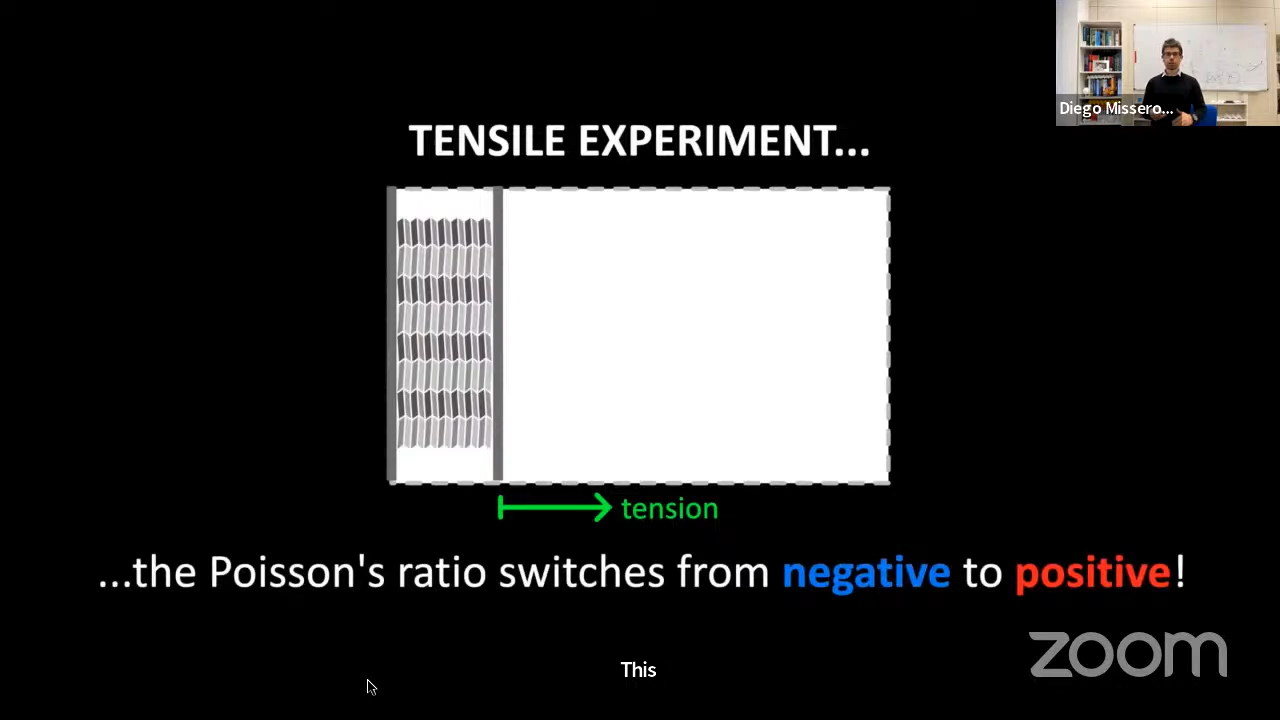 Diego Missero...
TENSILE EXPERIMENT...
tension
...the Poisson's ratio switches from negative to positive!
zoom
This